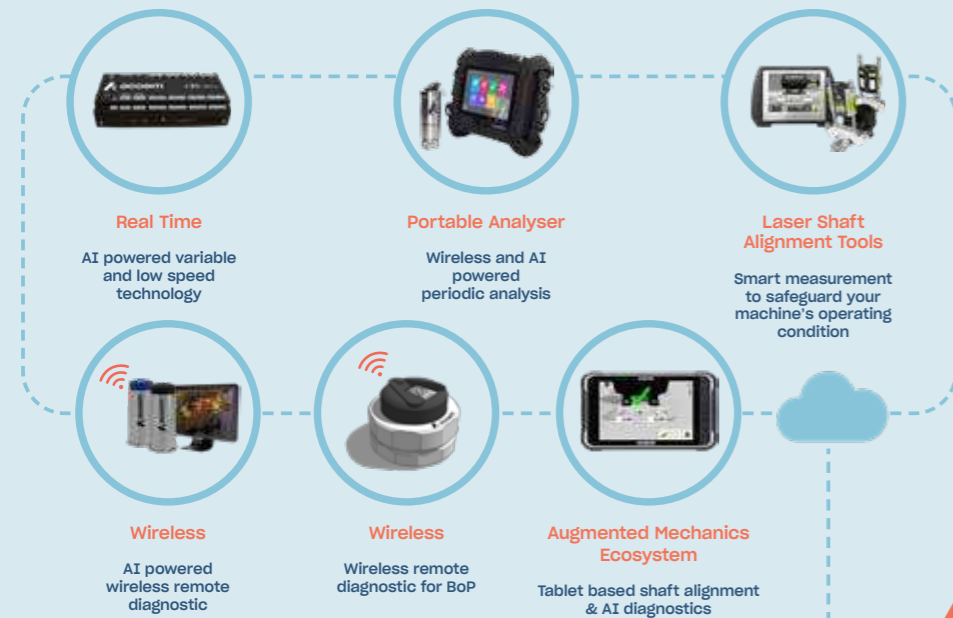 acoem
Real Time
AI powered variable
and low speed
technology
Portable Analyser
Wireless and AI
powered
periodic analysis
Laser Shaft
Alignment Tools
Smart measurement
to safeguard your
machine's operating
condition
Wireless
AI powered
wireless remote
diagnostic
Wireless
Wireless remote
diagnostic for BoP
Augmented Mechanics
Ecosystem
Tablet based shaft alignment
& AI diagnostics